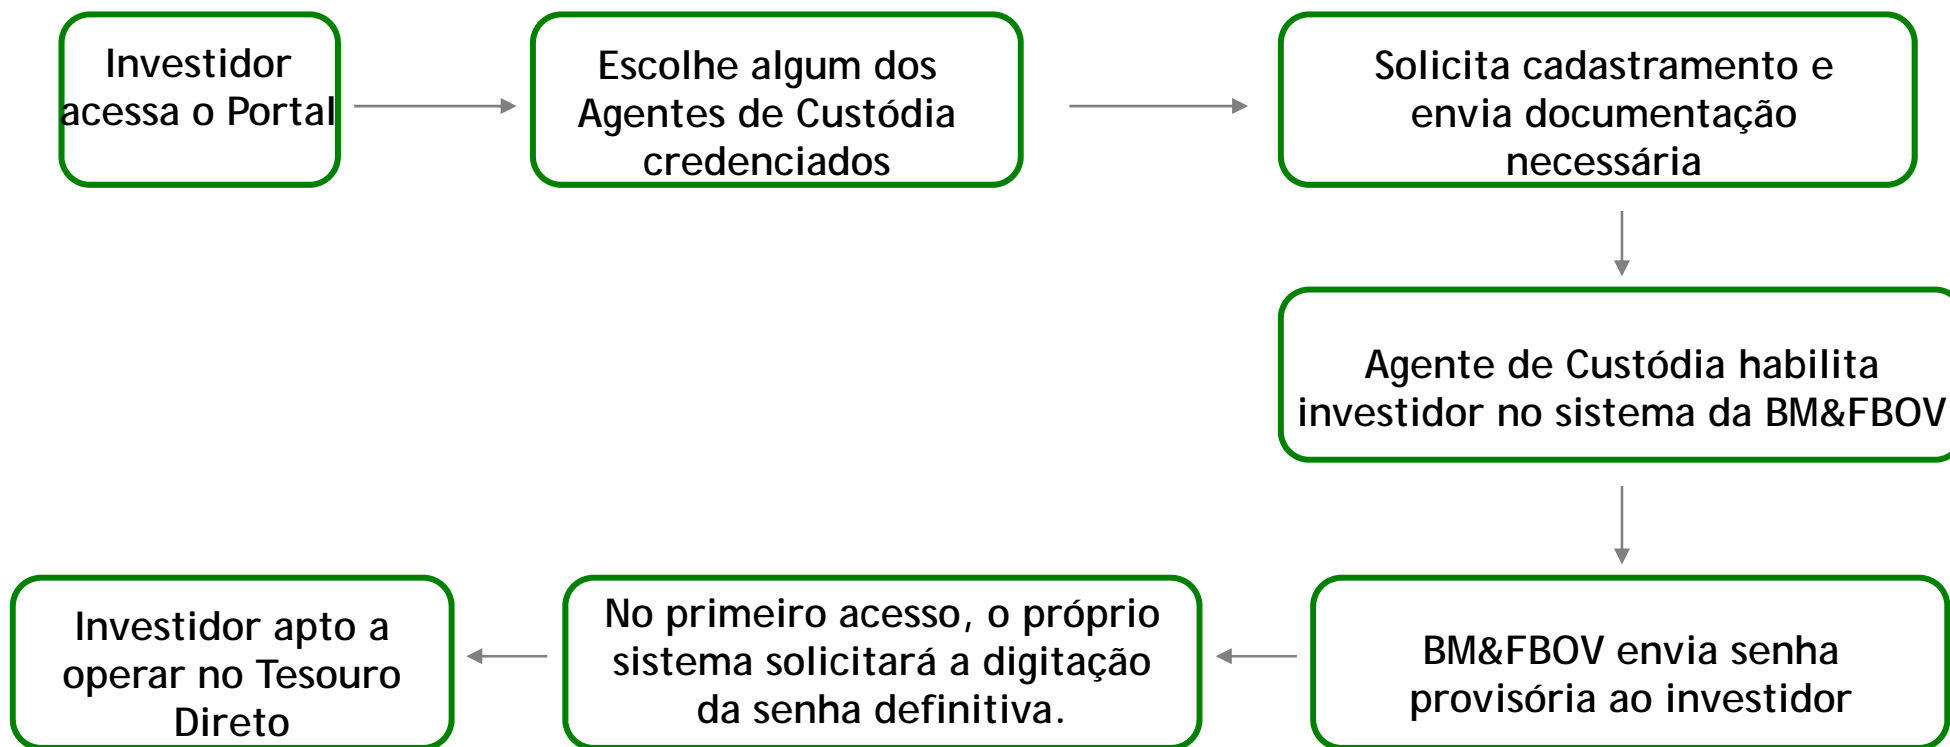 Investidor
acessa o Portal
Escolhe algum dos
Agentes de Custódia
credenciados
Solicita cadastramento e
envia documentação
necessária
Agente de Custódia habilita
investidor no sistema da BM&FBOV
BM&FBOV envia senha
provisória ao investidor
No primeiro acesso, o próprio
sistema solicitará a digitação
da senha definitiva.
Investidor apto a
operar no Tesouro
Direto